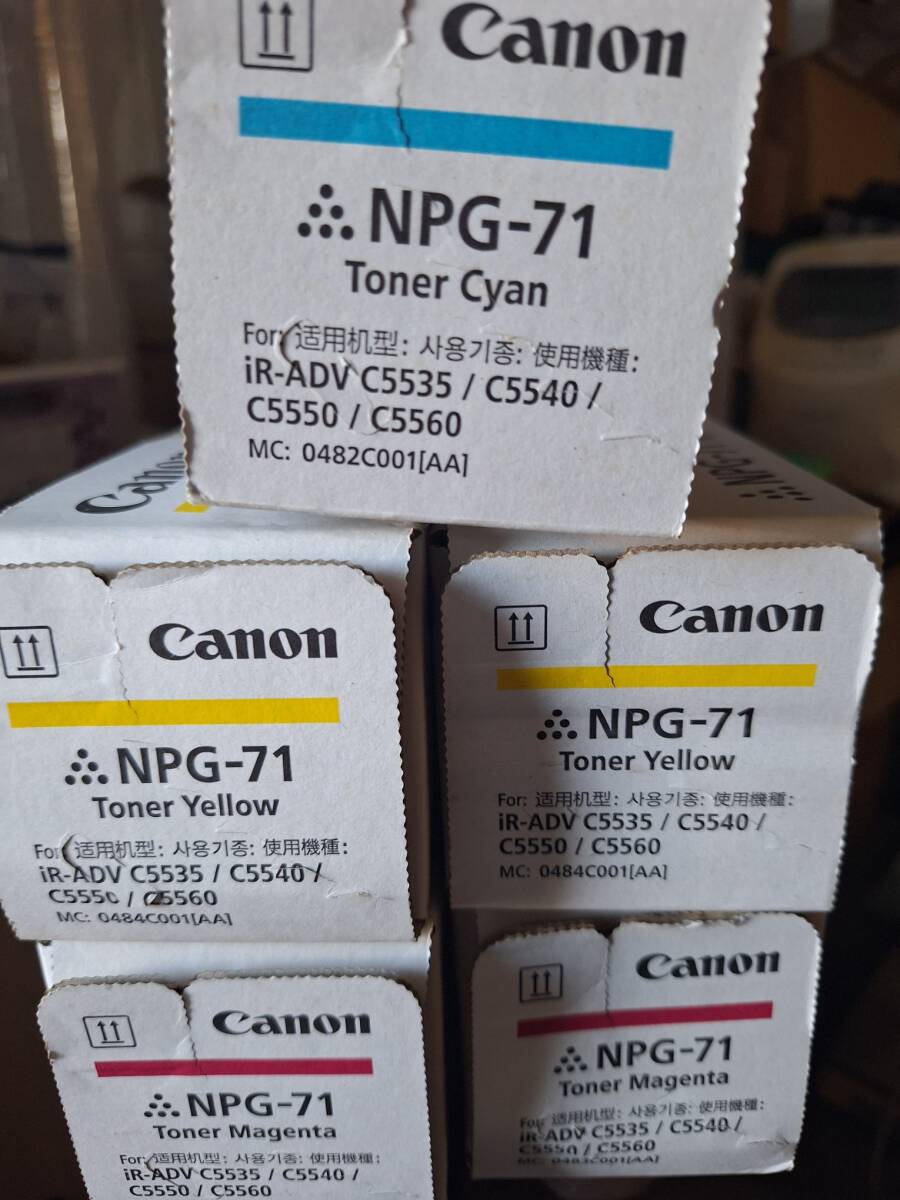 Canon
NPG-71
Toner Cyan
For: 适用机型: 사용기종: 使用機種:
iR-ADV C5535 / C5540 /
C5550 / C5560
MC: 0482C001[AA]
Canon
Canon
NPG-71
Toner Yellow
For: 适用机型: 사용기종: 使用機種:
iR-ADV C5535 / C5540 /
C5550 / C5560
MC: 0484C001[AA]
NPG-71
Canon
NPG-71
Toner Yellow
For: 适用机型: 사용기종: 使用機種:
iR-ADV C5535 / C5540 /
C5550 / C5560
MC: 0484C001[AA]
Canon
NPG-71
Toner Magenta
For: 适用机型: 사용기종: 使用機種:
iR-ADV C5535 / C5540 /
C5550 / C5560
Canon
NPG-71
Toner Magenta
For: 适用机型: 사용기종: 使用機種:
iR-ADV C5535 / C5540 /
C5550 / C5560
MC: 0483C001[AA]